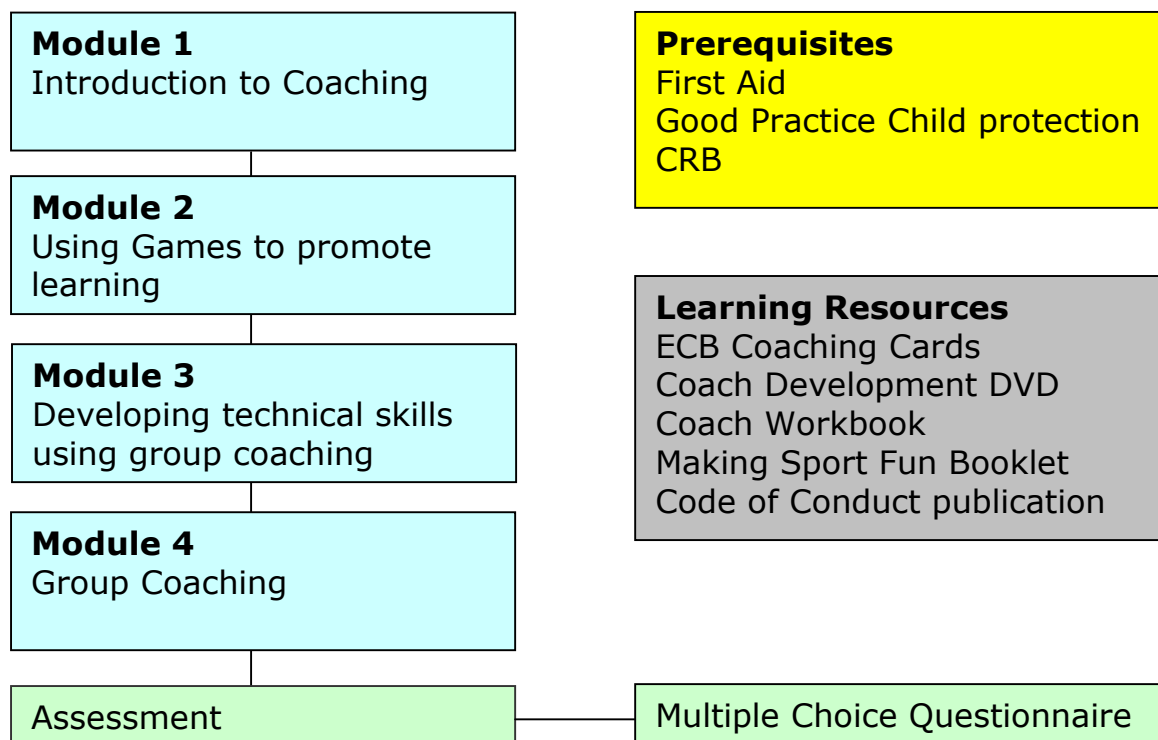 Module 1
Introduction to Coaching
Module 2
Using Games to promote
learning
Module 3
Developing technical skills
using group coaching
Module 4
Group Coaching
Assessment
Prerequisites
First Aid
Good Practice Child protection
CRB
Learning Resources
ECB Coaching Cards
Coach Development DVD
Coach Workbook
Making Sport Fun Booklet
Code of Conduct publication
Multiple Choice Questionnaire